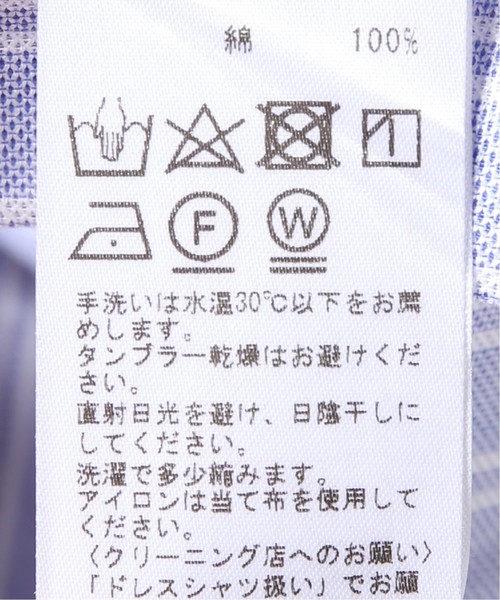 綿 100%
F W
手洗いは水温30℃以下をお薦
めします。
タンブラー乾燥はお避けくだ
さい。
直射日光を避け、日陰干しに
してください。
洗濯で多少縮みます。
アイロンは当て布を使用して
ください。
〈クリーニング店へのお願い〉
「ドレスシャツ扱い」でお願